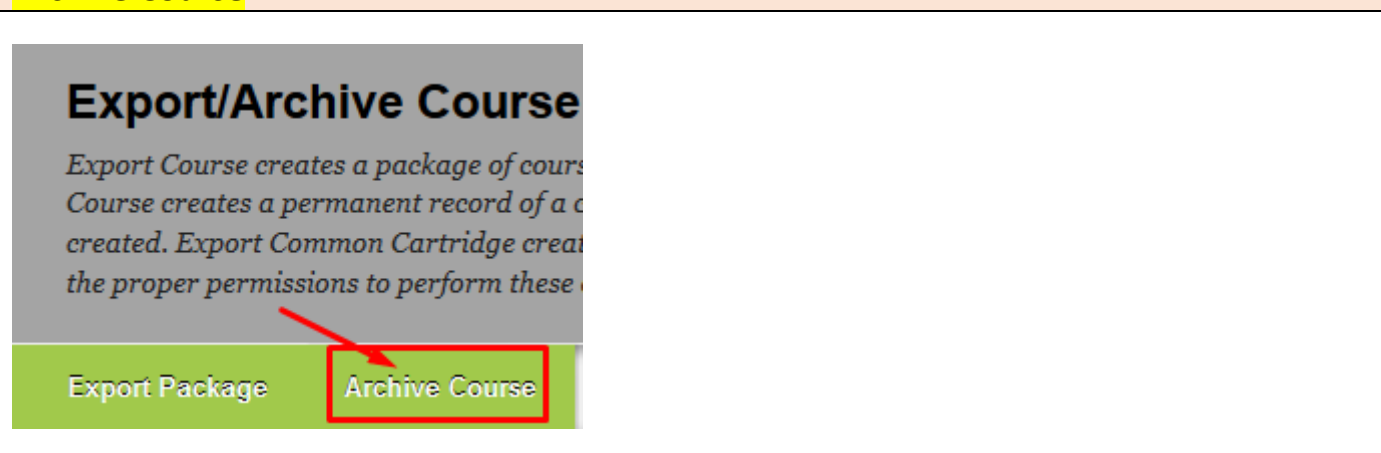 Export/Archive Course
Export Course creates a package of cours
Course creates a permanent record of a c
created. Export Common Cartridge creat
the proper permissions to perform these
Export Package Archive Course